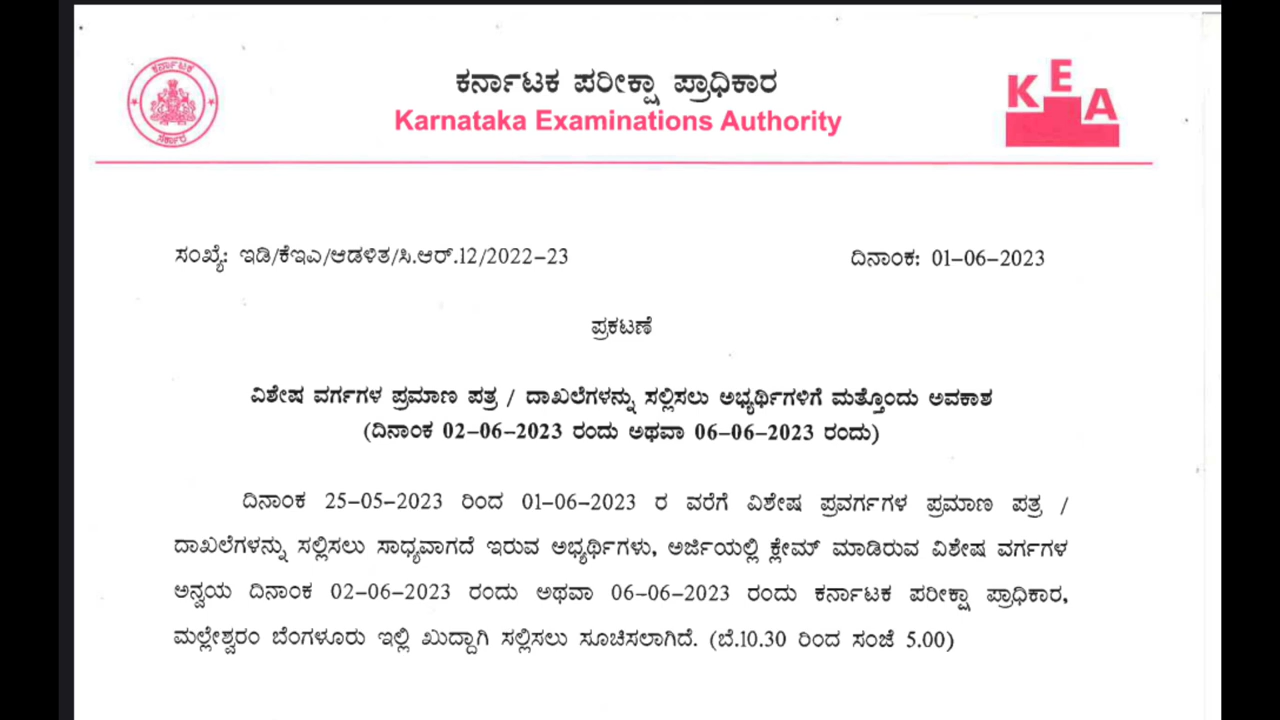 ಕರ್ನಾಟಕ
ಸರ್ಕಾರ
ಕರ್ನಾಟಕ ಪರೀಕ್ಷಾ ಪ್ರಾಧಿಕಾರ
Karnataka Examinations Authority
KEA
ಸಂಖ್ಯೆ: ಇಡಿ/ಕೆಇಎ/ಆಡಳಿತ/ಸಿ.ಆರ್.12/2022-23 ದಿನಾಂಕ: 01-06-2023
ಪ್ರಕಟಣೆ
ವಿಶೇಷ ವರ್ಗಗಳ ಪ್ರಮಾಣ ಪತ್ರ / ದಾಖಲೆಗಳನ್ನು ಸಲ್ಲಿಸಲು ಅಭ್ಯರ್ಥಿಗಳಿಗೆ ಮತ್ತೊಂದು ಅವಕಾಶ
(ದಿನಾಂಕ 02-06-2023 ರಂದು ಅಥವಾ 06-06-2023 ರಂದು)
ದಿನಾಂಕ 25-05-2023 ರಿಂದ 01-06-2023 ರ ವರೆಗೆ ವಿಶೇಷ ಪ್ರವರ್ಗಗಳ ಪ್ರಮಾಣ ಪತ್ರ /
ದಾಖಲೆಗಳನ್ನು ಸಲ್ಲಿಸಲು ಸಾಧ್ಯವಾಗದೆ ಇರುವ ಅಭ್ಯರ್ಥಿಗಳು, ಅರ್ಜಿಯಲ್ಲಿ ಕ್ಲೇಮ್ ಮಾಡಿರುವ ವಿಶೇಷ ವರ್ಗಗಳ
ಅನ್ವಯ ದಿನಾಂಕ 02-06-2023 ರಂದು ಅಥವಾ 06-06-2023 ರಂದು ಕರ್ನಾಟಕ ಪರೀಕ್ಷಾ ಪ್ರಾಧಿಕಾರ,
ಮಲ್ಲೇಶ್ವರಂ ಬೆಂಗಳೂರು ಇಲ್ಲಿ ಖುದ್ದಾಗಿ ಸಲ್ಲಿಸಲು ಸೂಚಿಸಲಾಗಿದೆ. (ಬೆ.10.30 ರಿಂದ ಸಂಜೆ 5.00)